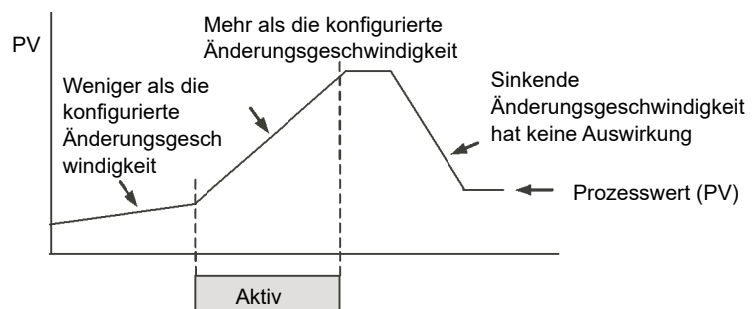 PV
Mehr als die konfigurierte
Änderungsgeschwindigkeit
Weniger als die
konfigurierte
Änderungsgesch
windigkeit
Sinkende
Änderungsgeschwindigkeit
hat keine Auswirkung
Prozesswert (PV)
Aktiv